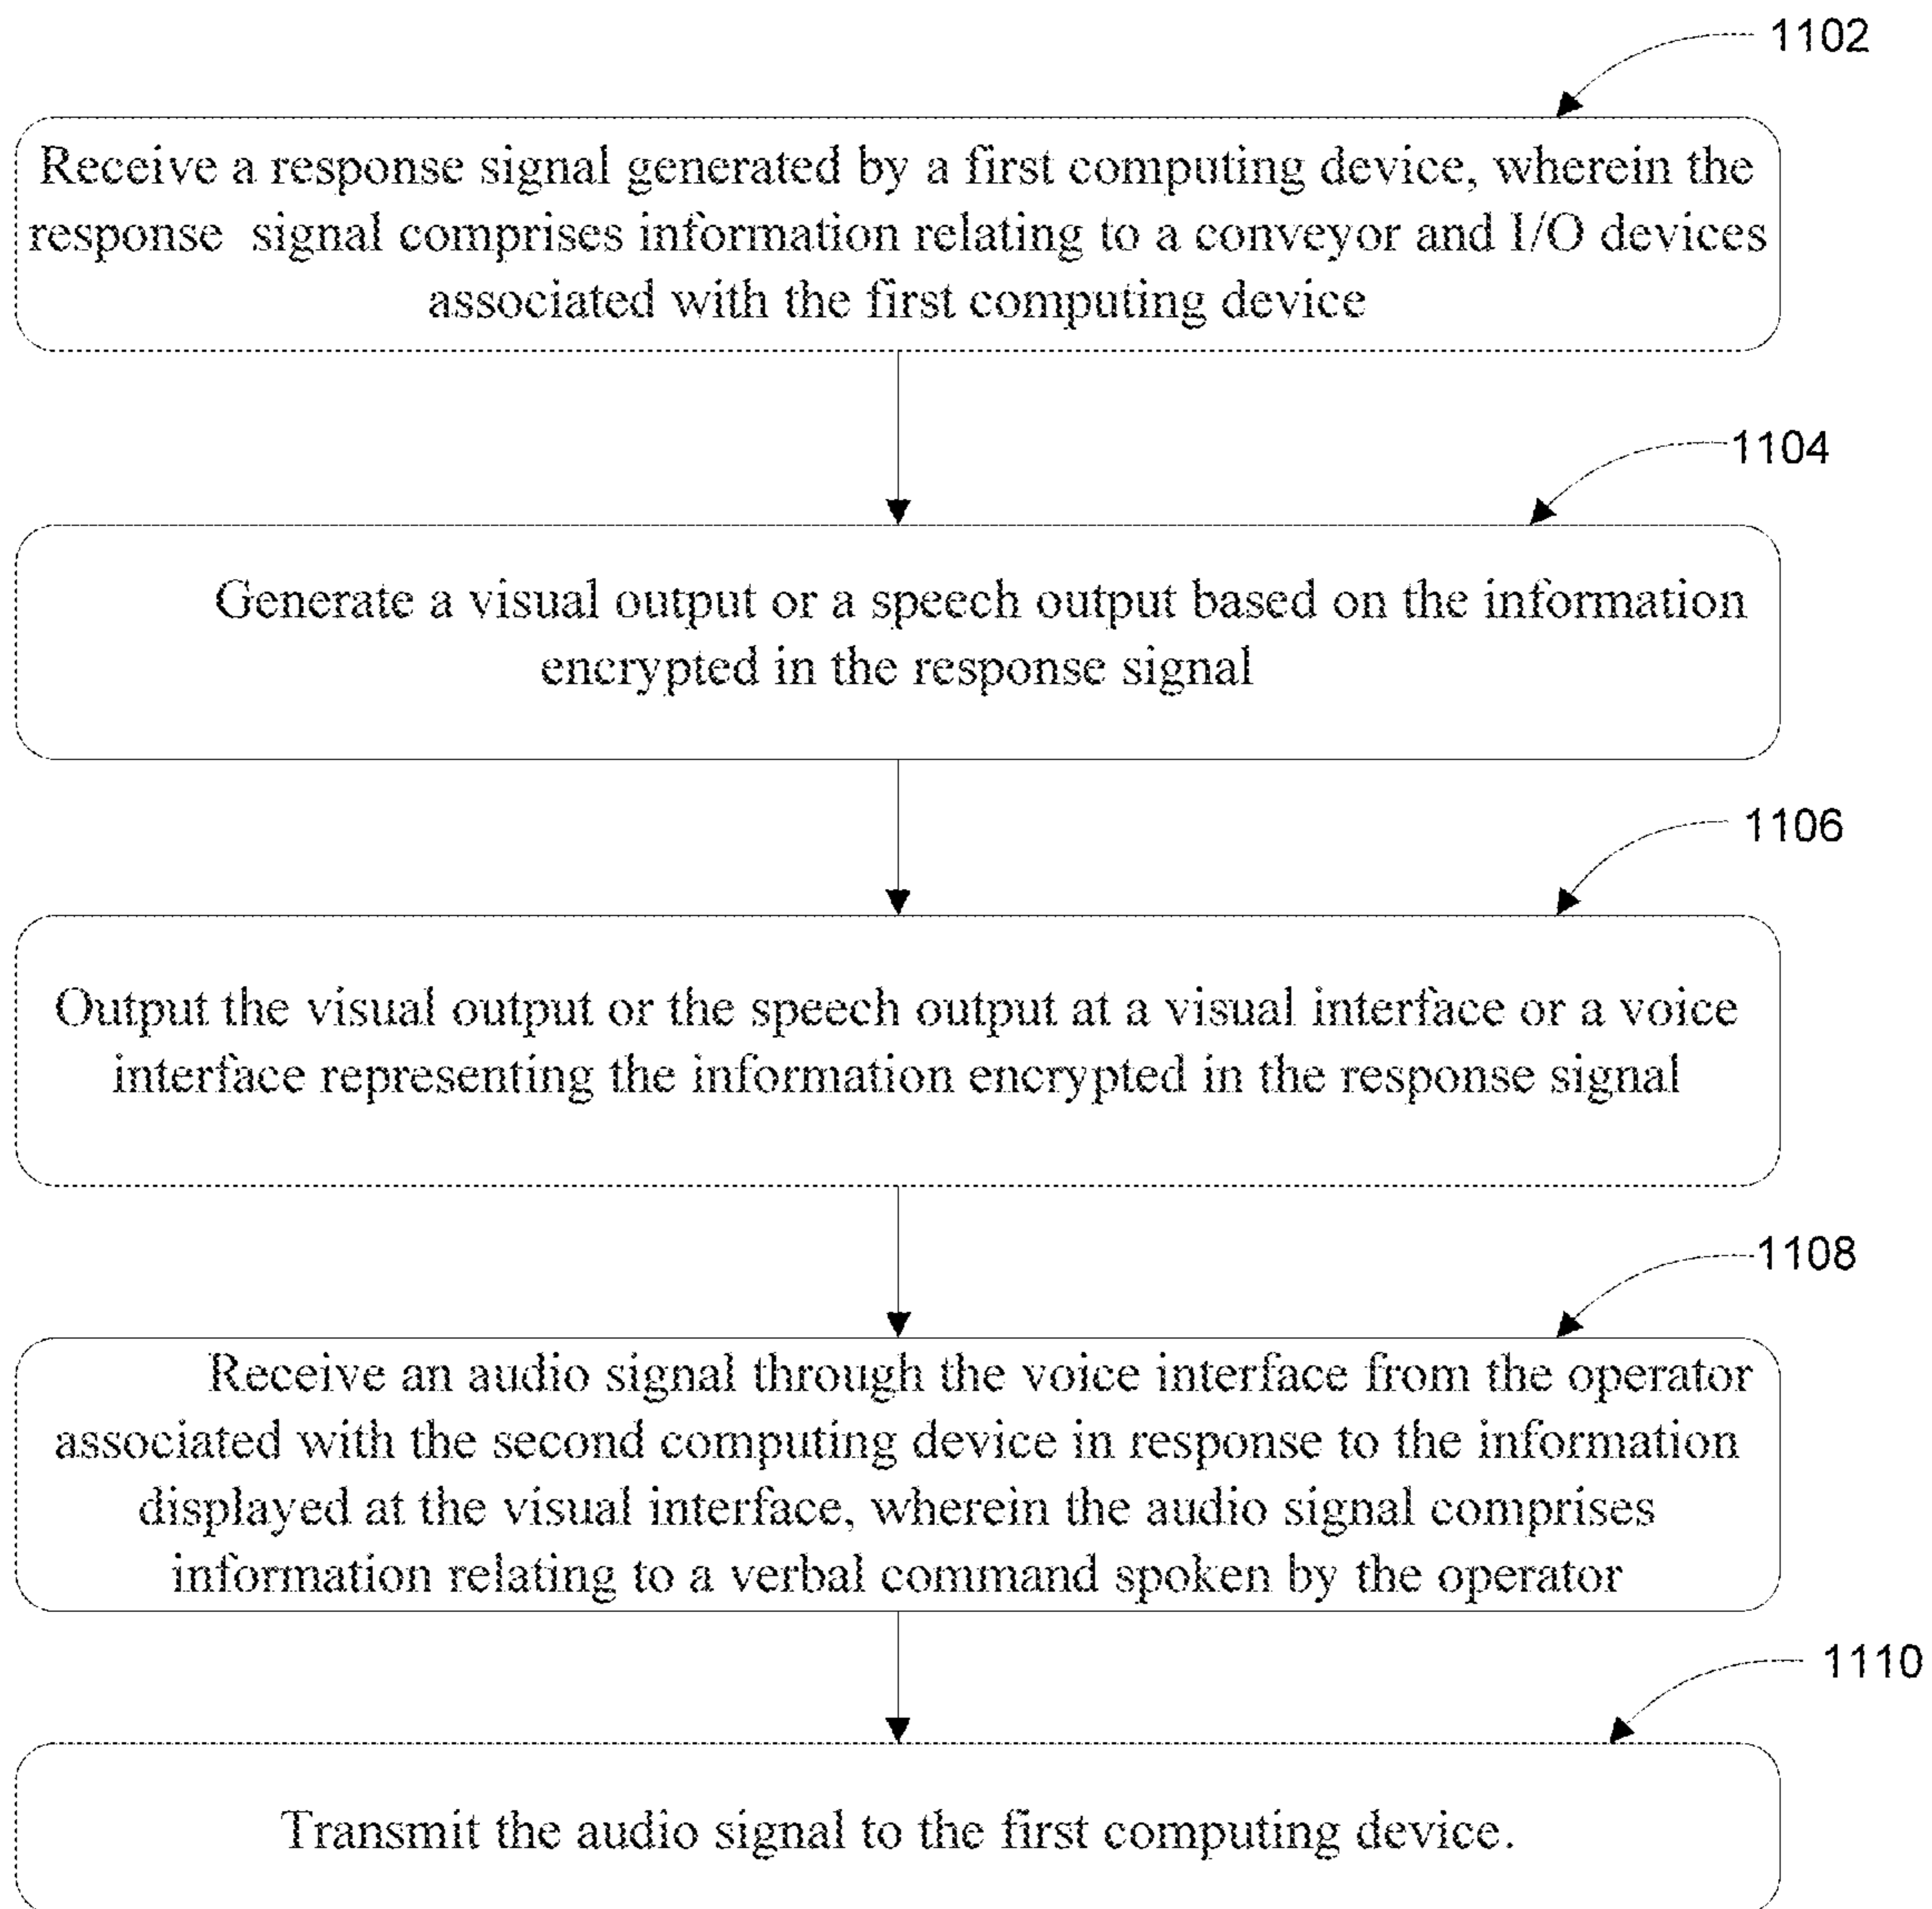 1102
Receive a response signal generated by a first computing device, wherein the
response signal comprises information relating to a conveyor and I/O devices
associated with the first computing device
1104
Generate a visual output or a speech output based on the information
encrypted in the response signal
1106
Output the visual output or the speech output at a visual interface or a voice
interface representing the information encrypted in the response signal
1108
Receive an audio signal through the voice interface from the operator
associated with the second computing device in response to the information
displayed at the visual interface, wherein the audio signal comprises
information relating to a verbal command spoken by the operator
1110
Transmit the audio signal to the first computing device.